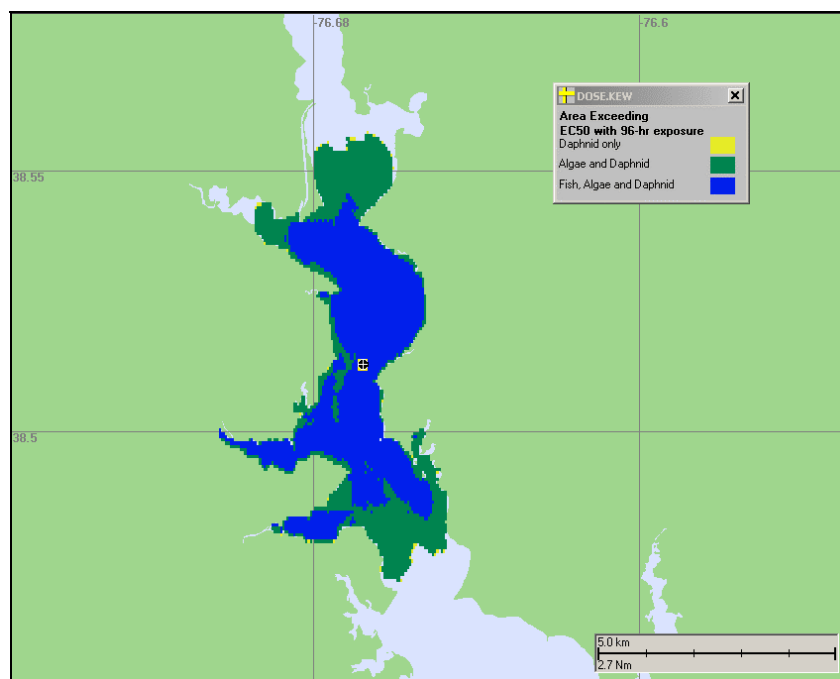 -76.68
-76.6
DOSE.KEW
Area Exceeding
EC50 with 96-hr exposure
Daphnid only
Algae and Daphnid
Fish, Algae and Daphnid
38.55
38.5
5.0 km
2.7 Nm